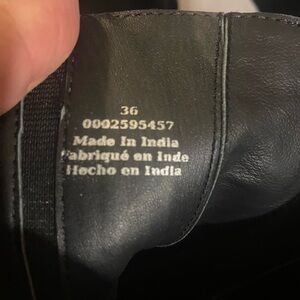 36
0002595457
Made In India
Fabriqué en Inde
Hecho en India